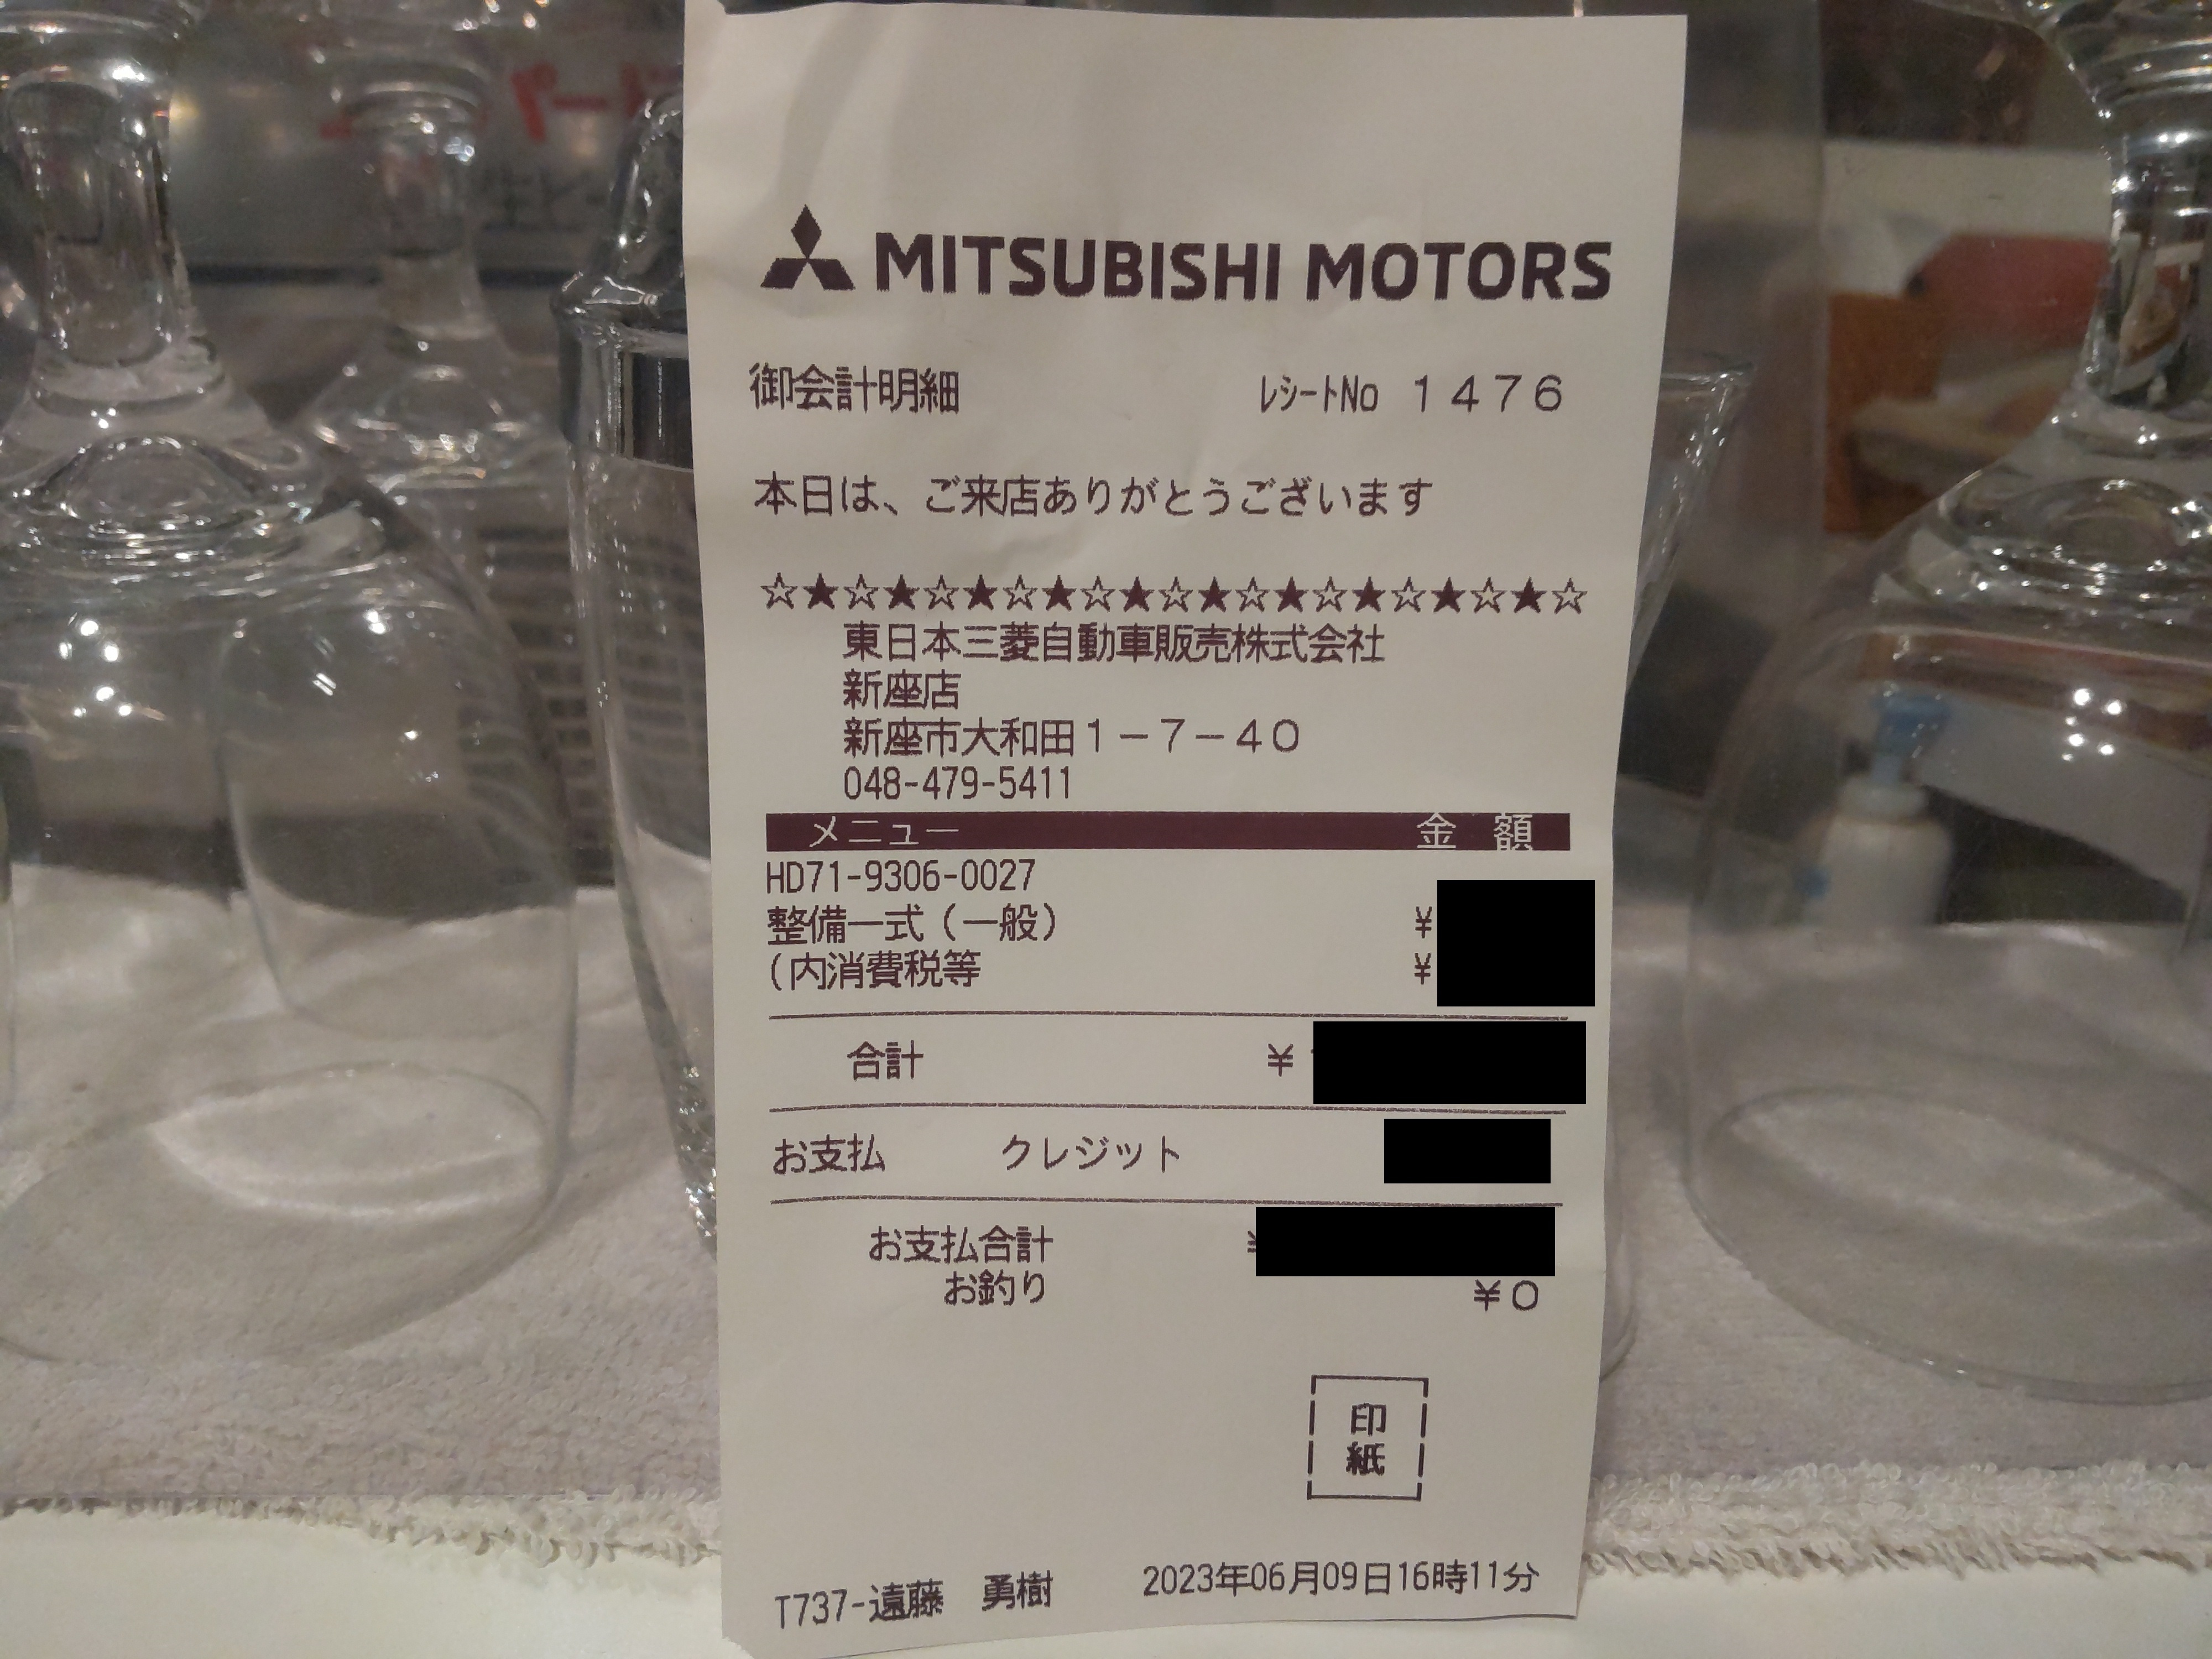 MITSUBISHI MOTORS
御会計明細 ﾚｼｰﾄNo 1476
本日は、ご来店ありがとうございます
☆★☆★☆★☆★☆★☆★☆★☆★☆★☆★☆
東日本三菱自動車販売株式会社
新座店
新座市大和田1-7-40
048-479-5411
メニュー 金 額
HD71-9306-0027
整備一式(一般) ¥
(内消費税等 ¥
合計 ¥
お支払 クレジット
お支払合計 ¥
お釣り ¥0
印
紙
T737-遠藤 勇樹 2023年06月09日16時11分